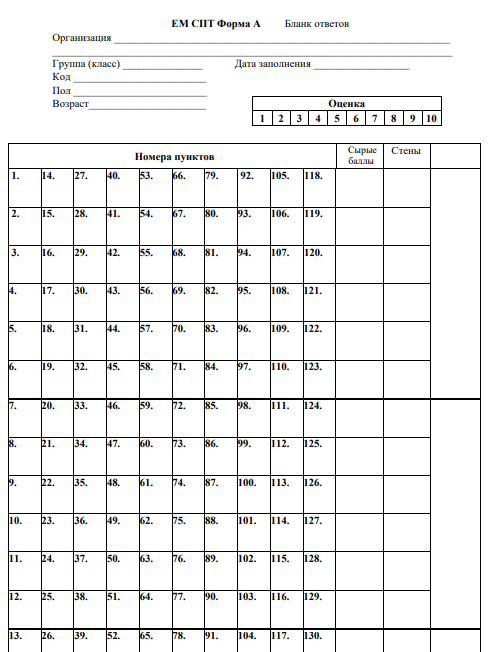 ЕМ СПТ Форма А Бланк ответов
Организация
Группа (класс) Дата заполнения
Код
Пол
Возраст
Оценка
1 2 3 4 5 6 7 8 9 10
Номера пунктов Сырые баллы Стены
1. 14. 27. 40. 53. 66. 79. 92. 105. 118.
2. 15. 28. 41. 54. 67. 80. 93. 106. 119.
3. 16. 29. 42. 55. 68. 81. 94. 107. 120.
4. 17. 30. 43. 56. 69. 82. 95. 108. 121.
5. 18. 31. 44. 57. 70. 83. 96. 109. 122.
6. 19. 32. 45. 58. 71. 84. 97. 110. 123.
7. 20. 33. 46. 59. 72. 85. 98. 111. 124.
8. 21. 34. 47. 60. 73. 86. 99. 112. 125.
9. 22. 35. 48. 61. 74. 87. 100. 113. 126.
10. 23. 36. 49. 62. 75. 88. 101. 114. 127.
11. 24. 37. 50. 63. 76. 89. 102. 115. 128.
12. 25. 38. 51. 64. 77. 90. 103. 116. 129.
13. 26. 39. 52. 65. 78. 91. 104. 117. 130.